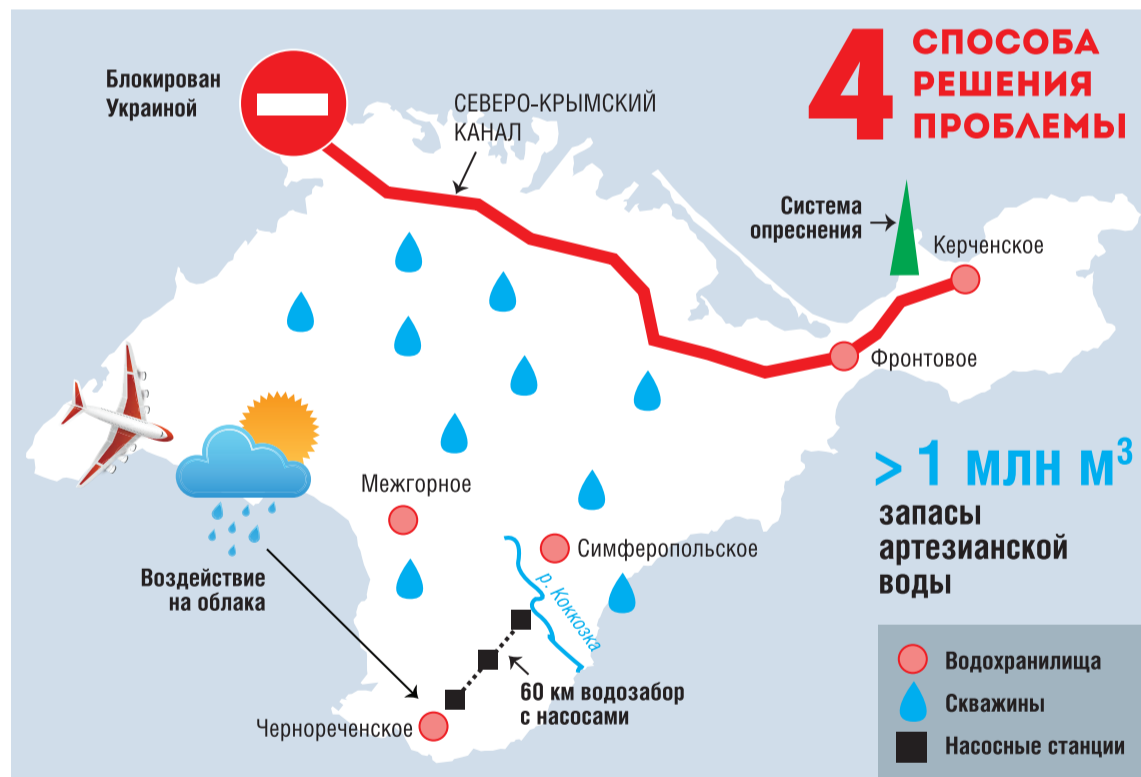 4 СПОСОБА
РЕШЕНИЯ
ПРОБЛЕМЫ
Блокирован
Украиной
СЕВЕРО-КРЫМСКИЙ
КАНАЛ
Система
опреснения
Керченское
Фронтовое
> 1 млн м³
запасы
артезианской
воды
Межгорное
Симферопольское
Воздействие
на облака
р. Коккозка
60 км водозабор
с насосами
Чернореченское
Водохранилища
Скважины
Насосные станции